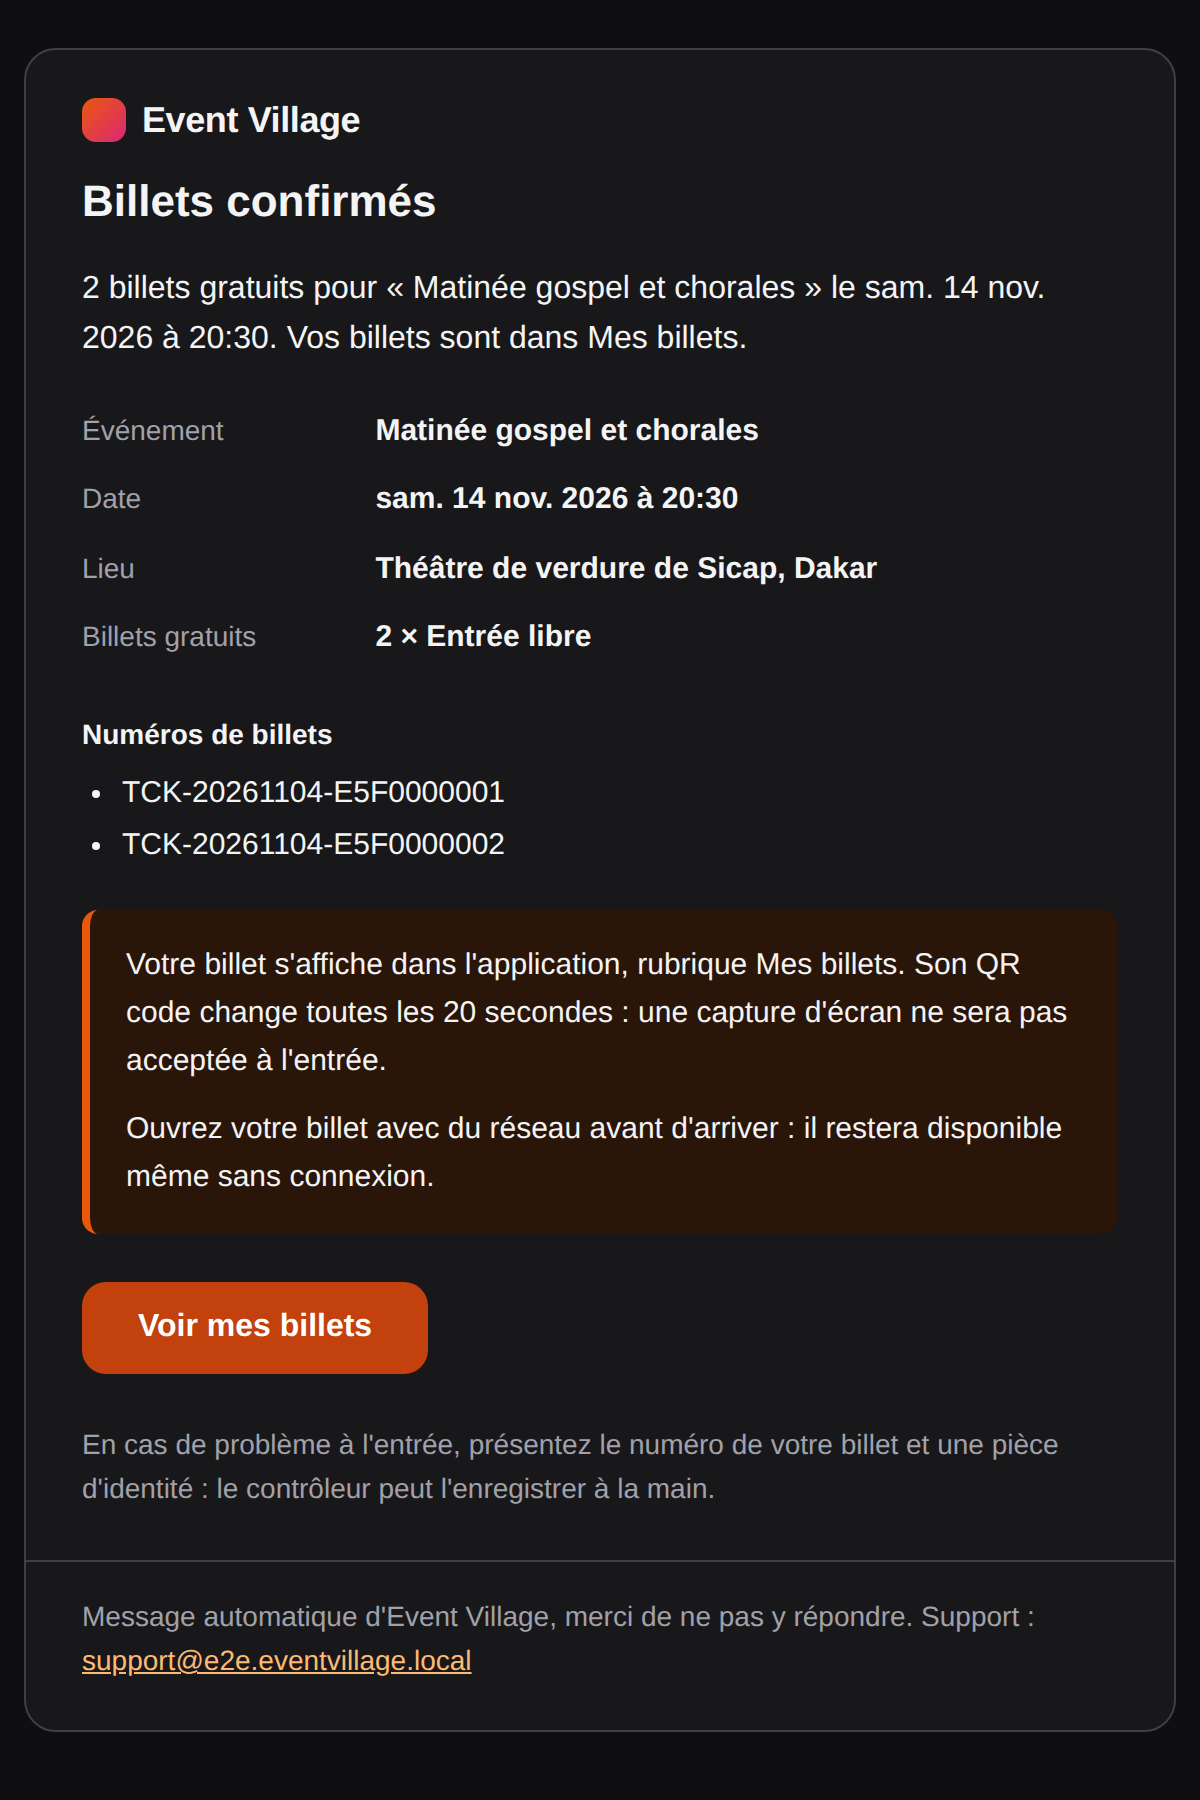 Event Village
Billets confirmés
2 billets gratuits pour « Matinée gospel et chorales » le sam. 14 nov.
2026 à 20:30. Vos billets sont dans Mes billets.
Événement Matinée gospel et chorales
Date sam. 14 nov. 2026 à 20:30
Lieu Théâtre de verdure de Sicap, Dakar
Billets gratuits 2 × Entrée libre
Numéros de billets
• TCK-20261104-E5F0000001
• TCK-20261104-E5F0000002
Votre billet s'affiche dans l'application, rubrique Mes billets. Son QR
code change toutes les 20 secondes : une capture d'écran ne sera pas
acceptée à l'entrée.
Ouvrez votre billet avec du réseau avant d'arriver : il restera disponible
même sans connexion.
Voir mes billets
En cas de problème à l'entrée, présentez le numéro de votre billet et une pièce
d'identité : le contrôleur peut l'enregistrer à la main.
Message automatique d'Event Village, merci de ne pas y répondre. Support :
support@e2e.eventvillage.local